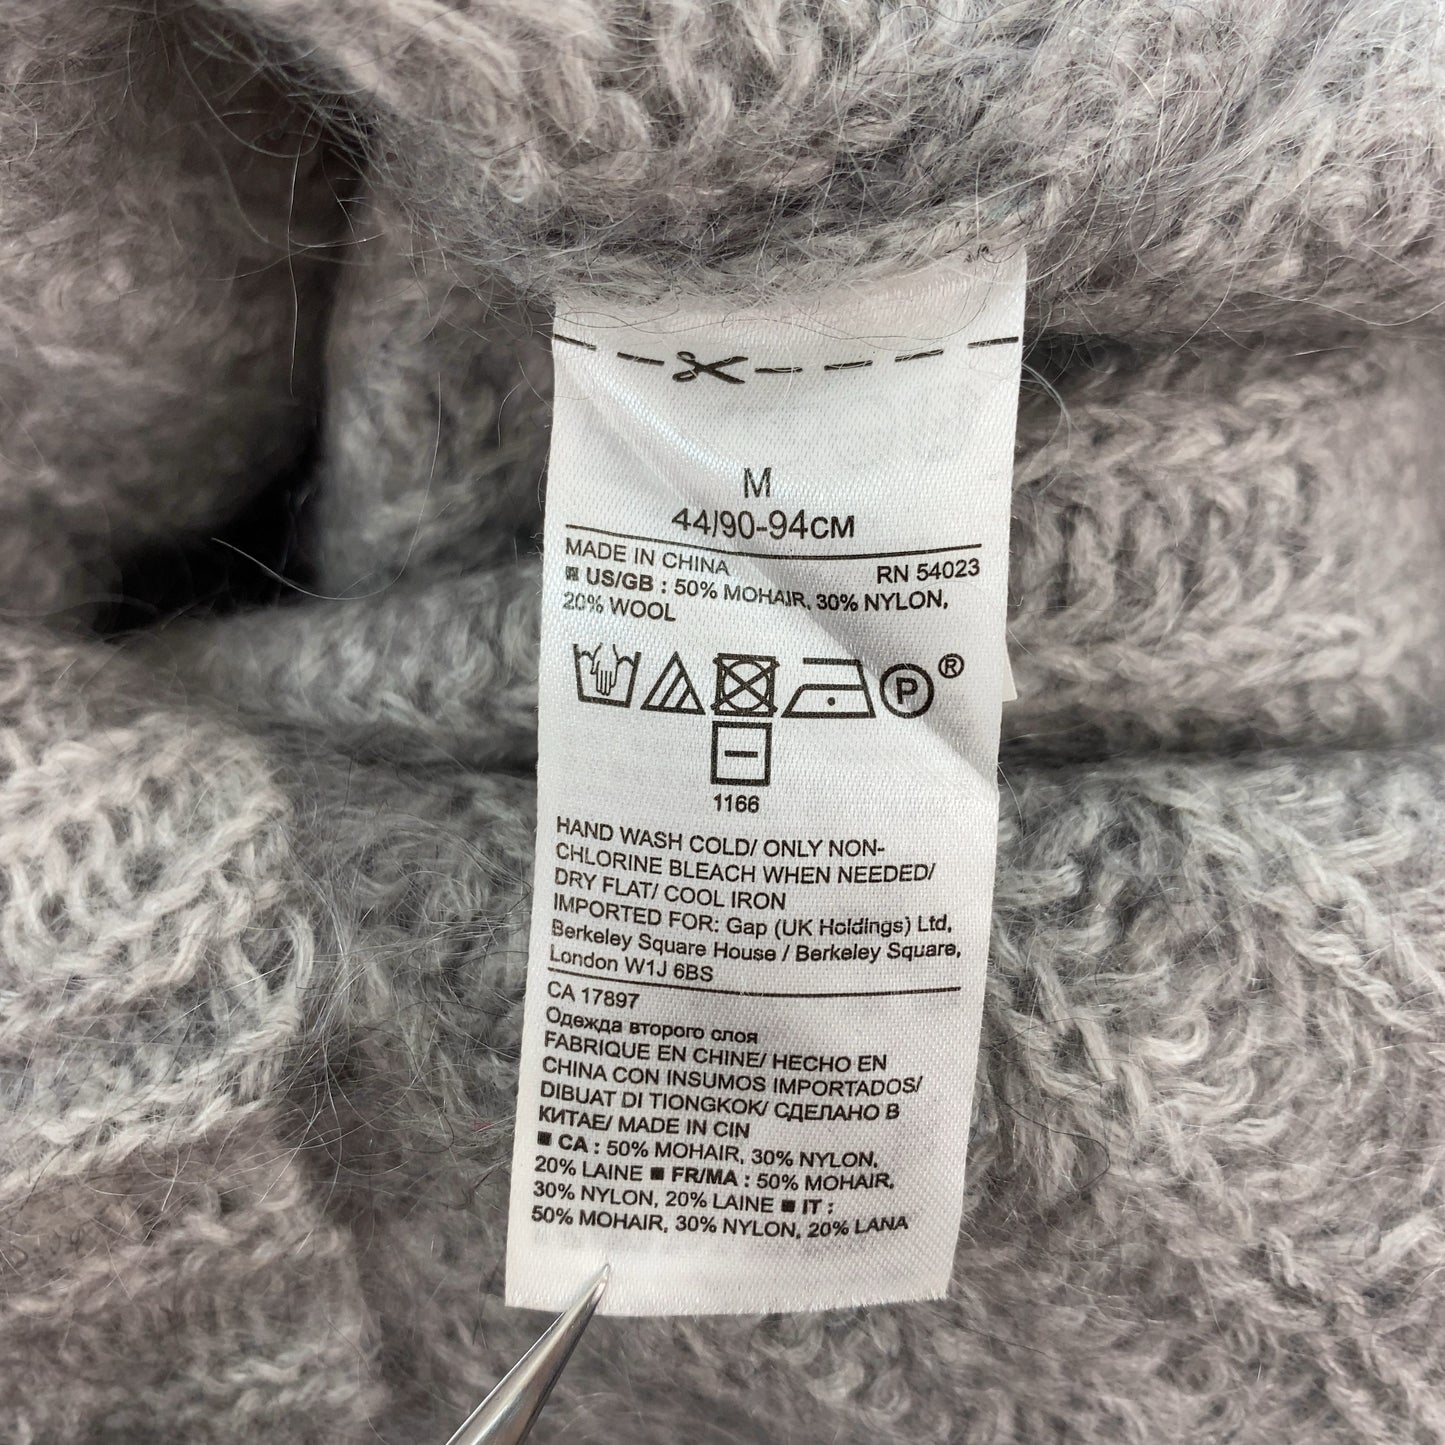 M
44/90-94CM
MADE IN CHINA RN 54023
■ US/GB : 50% MOHAIR, 30% NYLON,
20% WOOL
P ®
1166
HAND WASH COLD/ ONLY NON-
CHLORINE BLEACH WHEN NEEDED/
DRY FLAT/ COOL IRON
IMPORTED FOR: Gap (UK Holdings) Ltd,
Berkeley Square House / Berkeley Square,
London W1J 6BS
CA 17897
Одежда второго слоя
FABRIQUE EN CHINE/ HECHO EN
CHINA CON INSUMOS IMPORTADOS/
DIBUAT DI TIONGKOK/ СДЕЛАНО В
КИТАЕ/ MADE IN CIN
■ CA : 50% MOHAIR, 30% NYLON,
20% LAINE ■ FR/MA : 50% MOHAIR,
30% NYLON, 20% LAINE ■ IT :
50% MOHAIR, 30% NYLON, 20% LANA